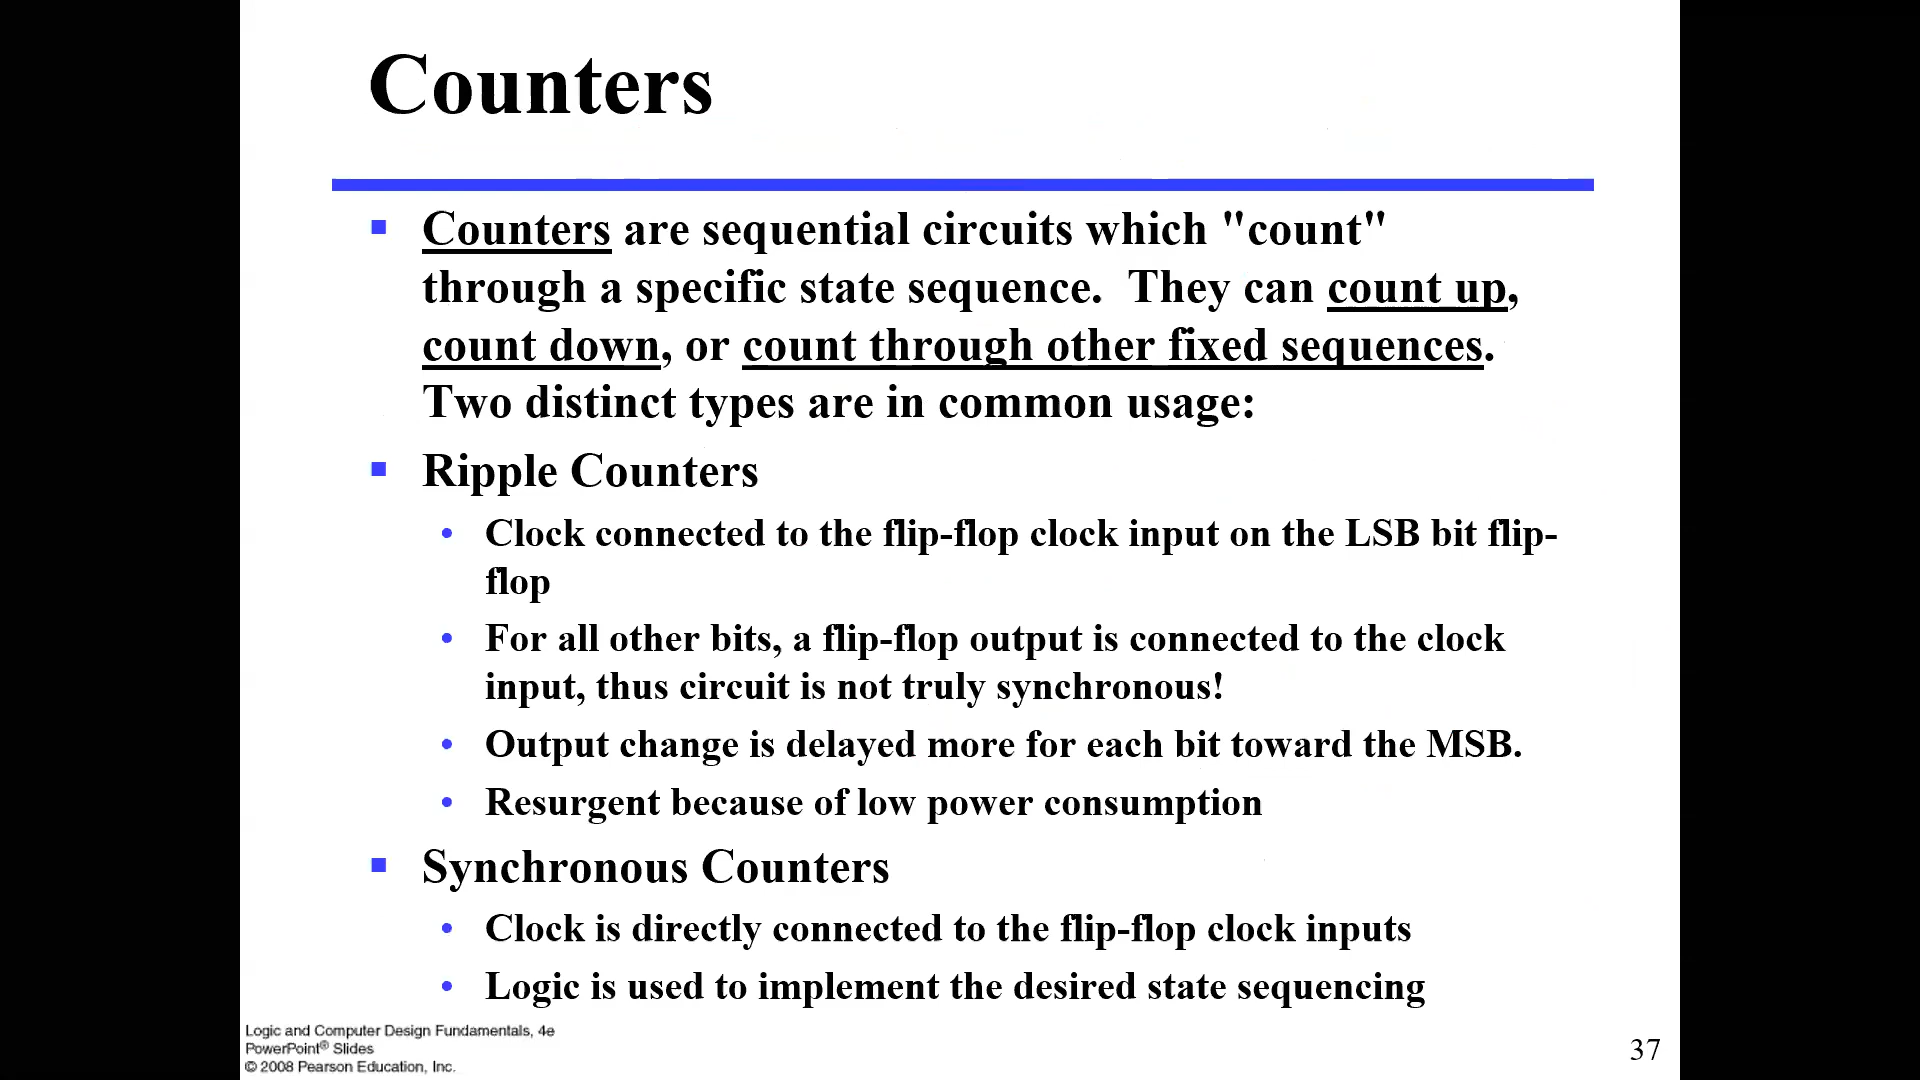 Counters
Counters are sequential circuits which "count"
through a specific state sequence.  They can count up,
count down, or count through other fixed sequences.
Two distinct types are in common usage:
Ripple Counters
Clock connected to the flip-flop clock input on the LSB bit flip-
flop
For all other bits, a flip-flop output is connected to the clock
input, thus circuit is not truly synchronous!
Output change is delayed more for each bit toward the MSB.
Resurgent because of low power consumption
Synchronous Counters
Clock is directly connected to the flip-flop clock inputs
Logic is used to implement the desired state sequencing
Logic and Computer Design Fundamentals, 4e
PowerPoint® Slides
© 2008 Pearson Education, Inc.
37